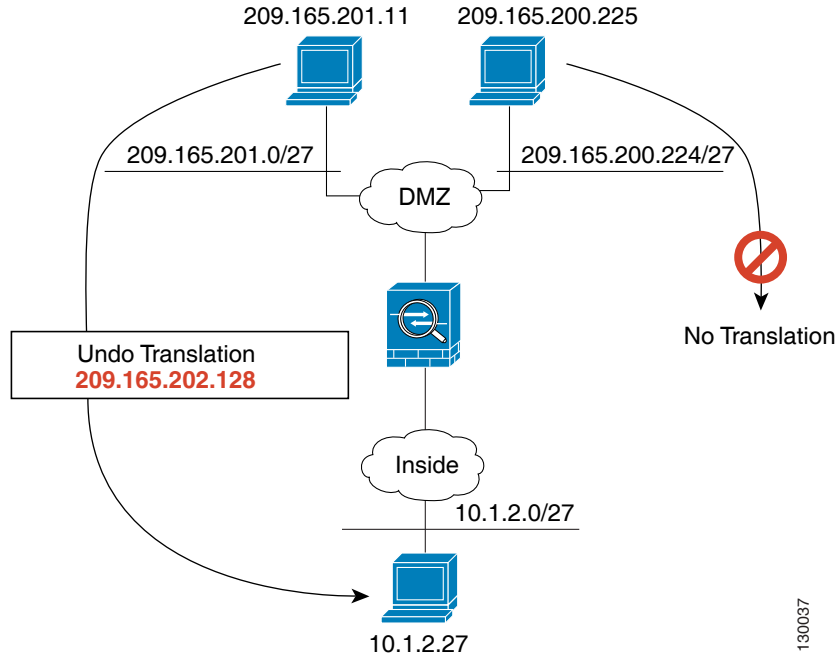 209.165.201.11
209.165.200.225
209.165.201.0/27
209.165.200.224/27
DMZ
No Translation
Undo Translation
209.165.202.128
Inside
10.1.2.0/27
10.1.2.27
130037